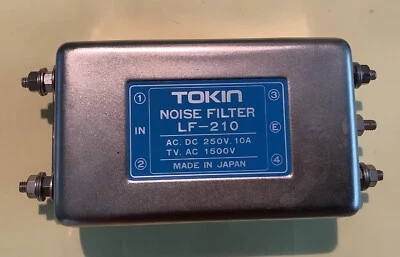 ① TOKIN ③
NOISE FILTER
IN LF-210 E
AC. DC 250V. 10A
TV. AC 1500V
② MADE IN JAPAN ④